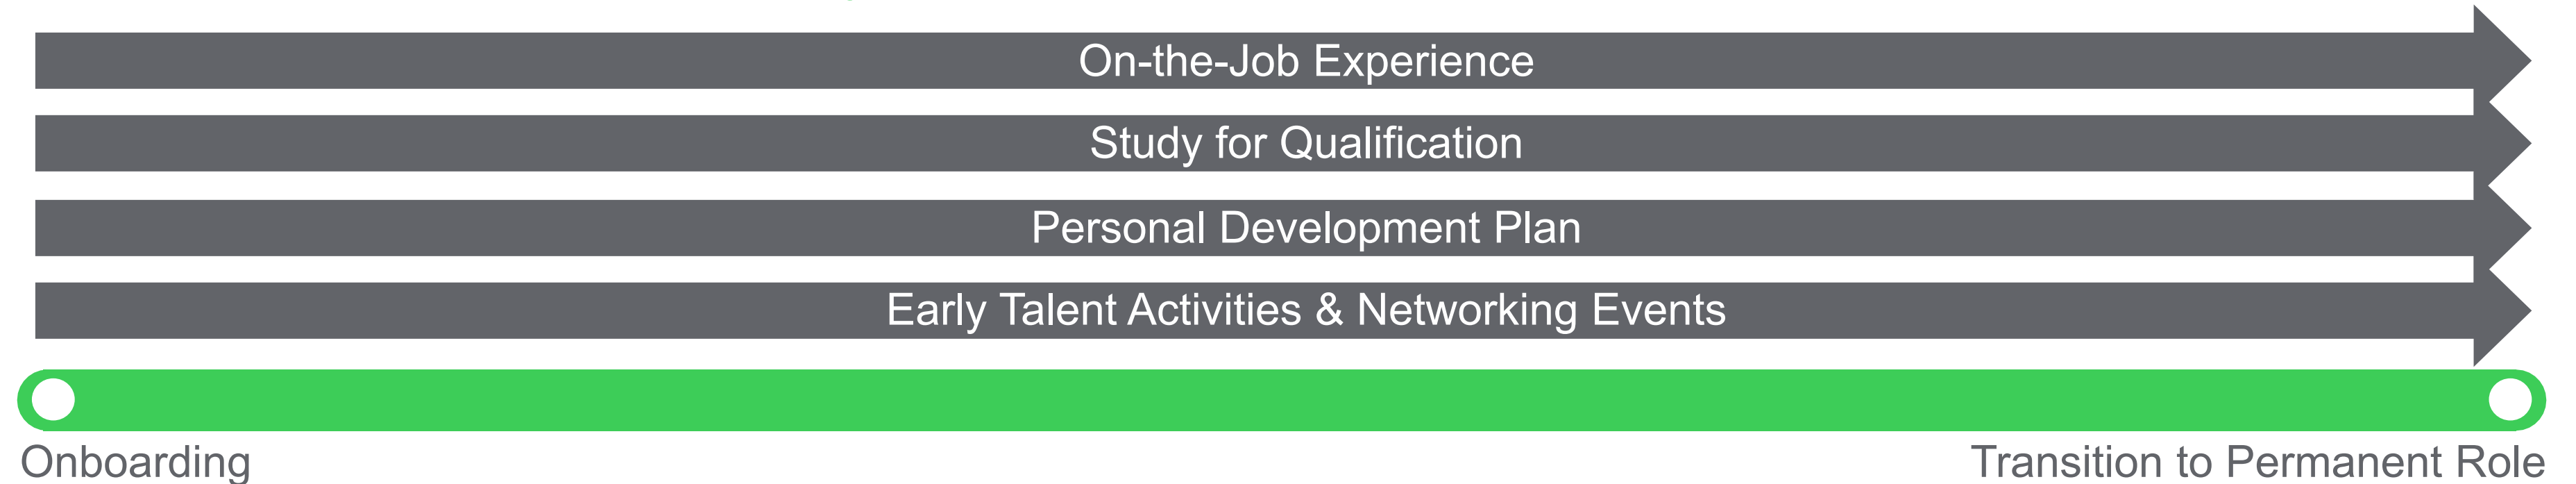 On-the-Job Experience
Study for Qualification
Personal Development Plan
Early Talent Activities & Networking Events
Onboarding
Transition to Permanent Role